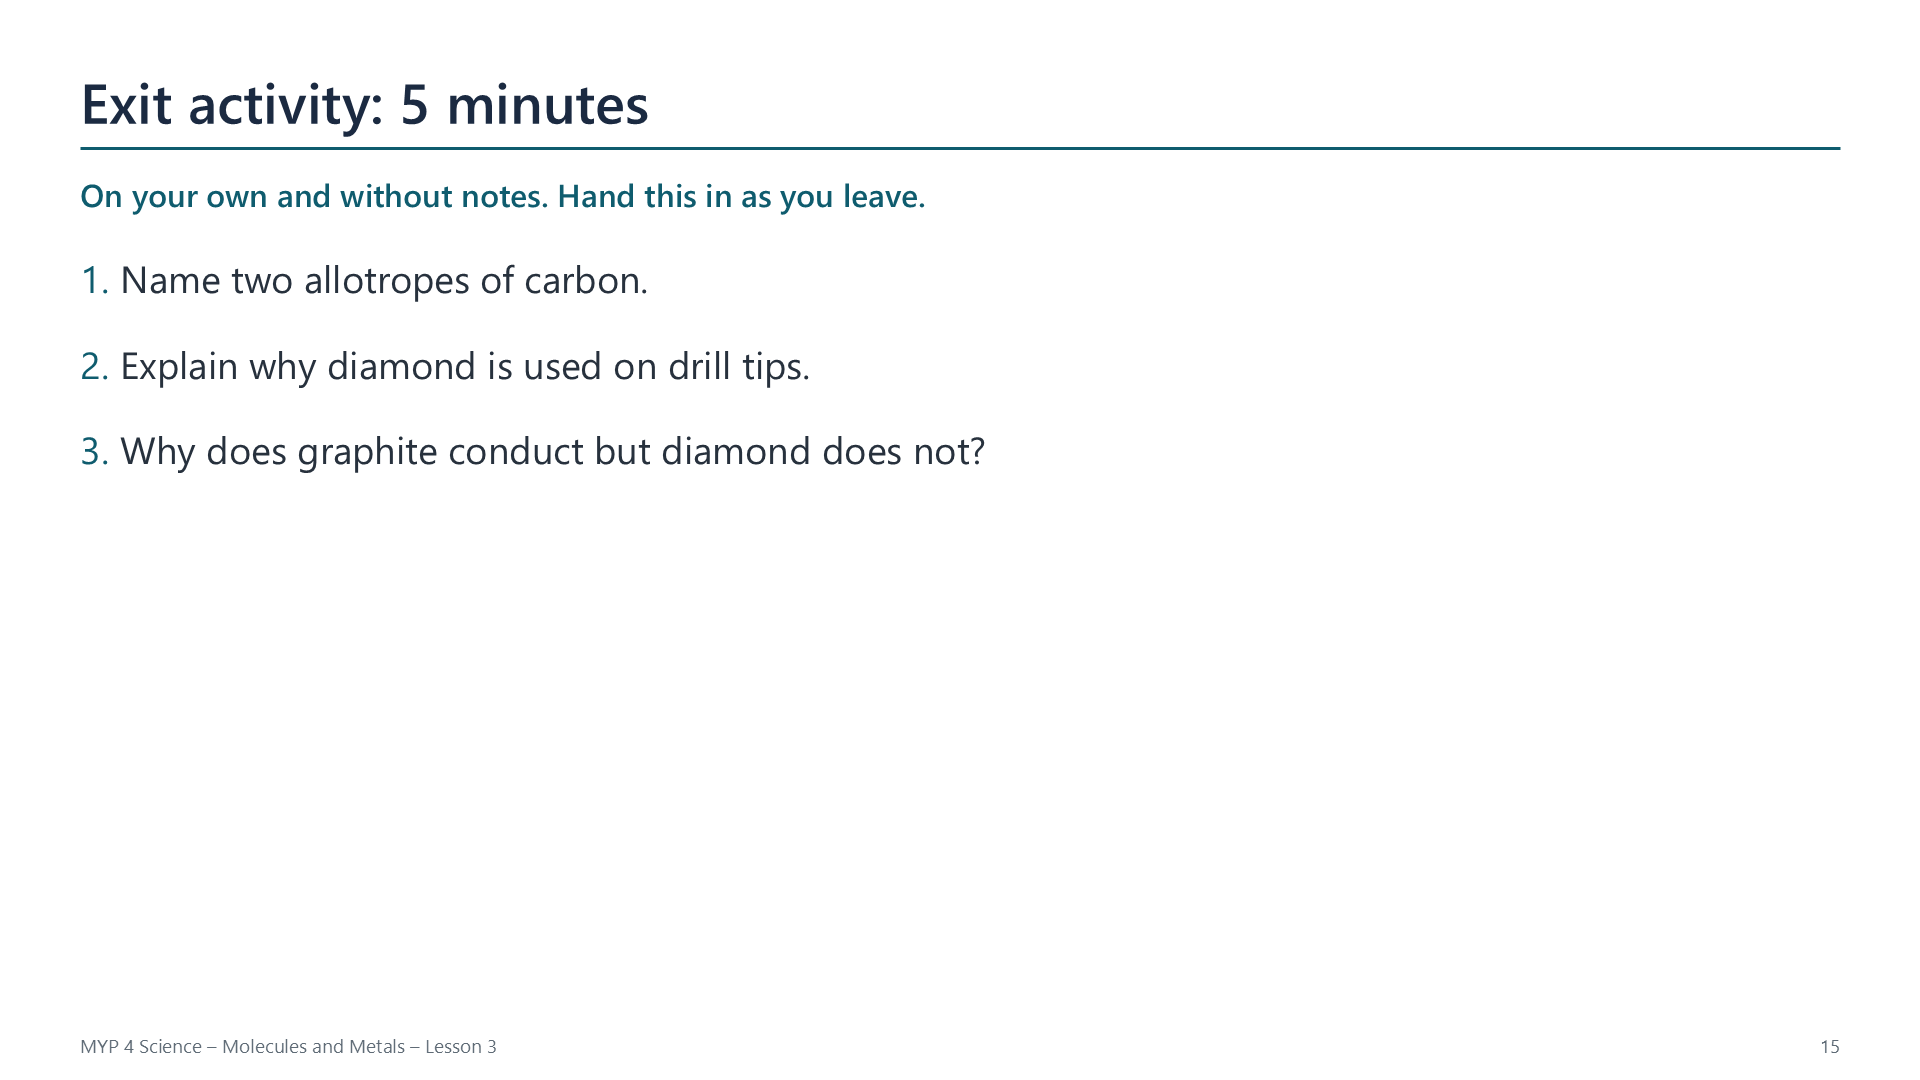 Exit activity: 5 minutes
On your own and without notes. Hand this in as you leave.
1. Name two allotropes of carbon.
2. Explain why diamond is used on drill tips.
3. Why does graphite conduct but diamond does not?
MYP 4 Science – Molecules and Metals – Lesson 3
15